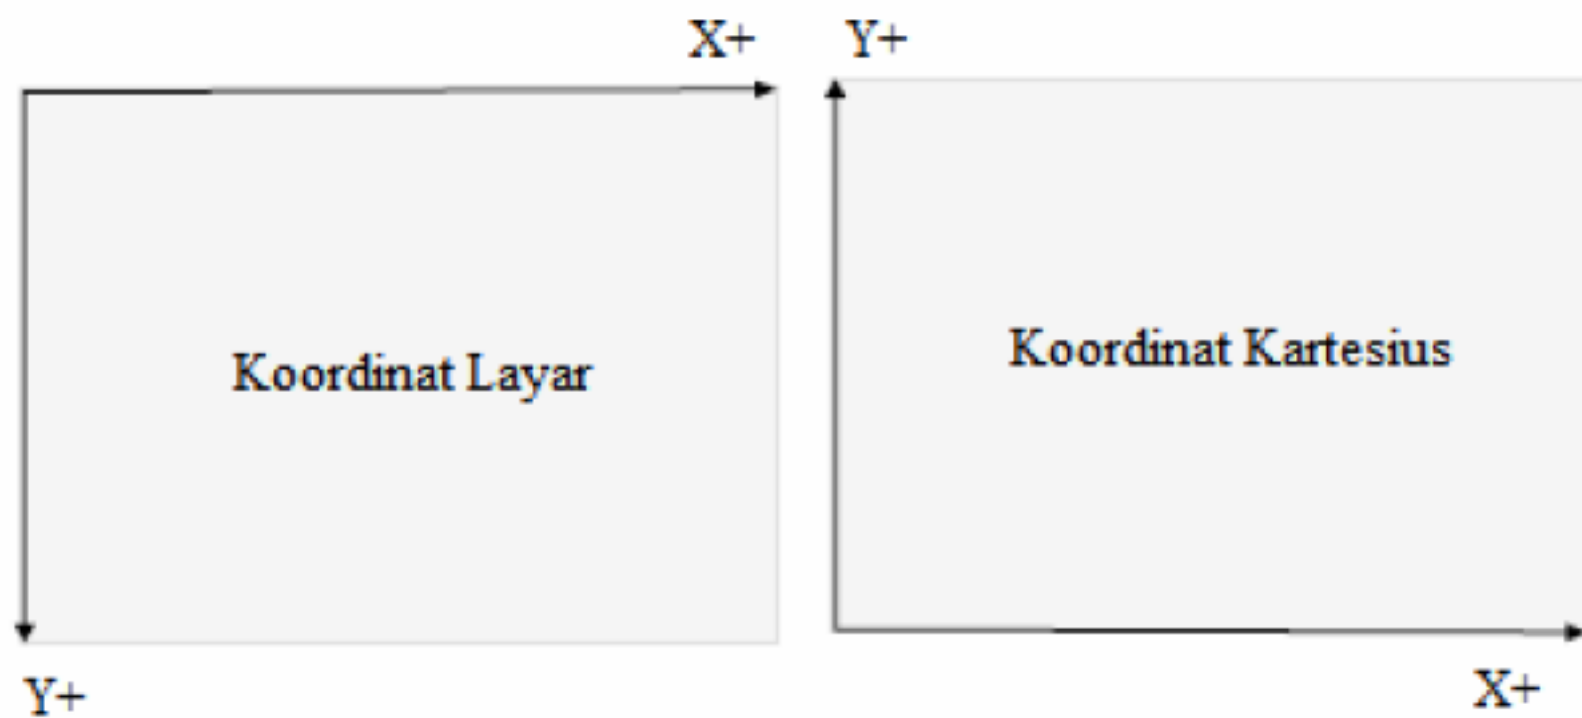 X+
Y+
Koordinat Layar
Koordinat Kartesius
Y+
X+